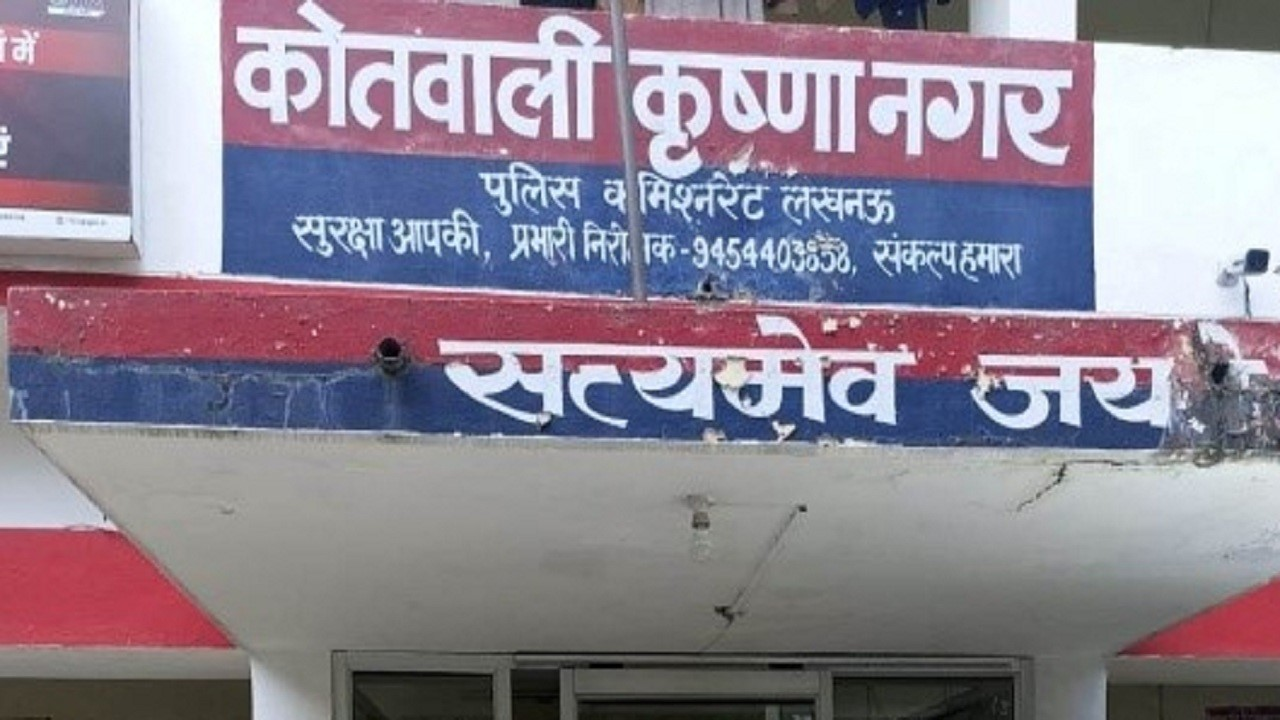 में
कोतवाली कृष्णा नगर
पुलिस कमिश्नरेट लखनऊ
सुरक्षा आपकी, प्रभारी निरीक्षक-9454403858, संकल्प हमारा
सत्यमेव जय